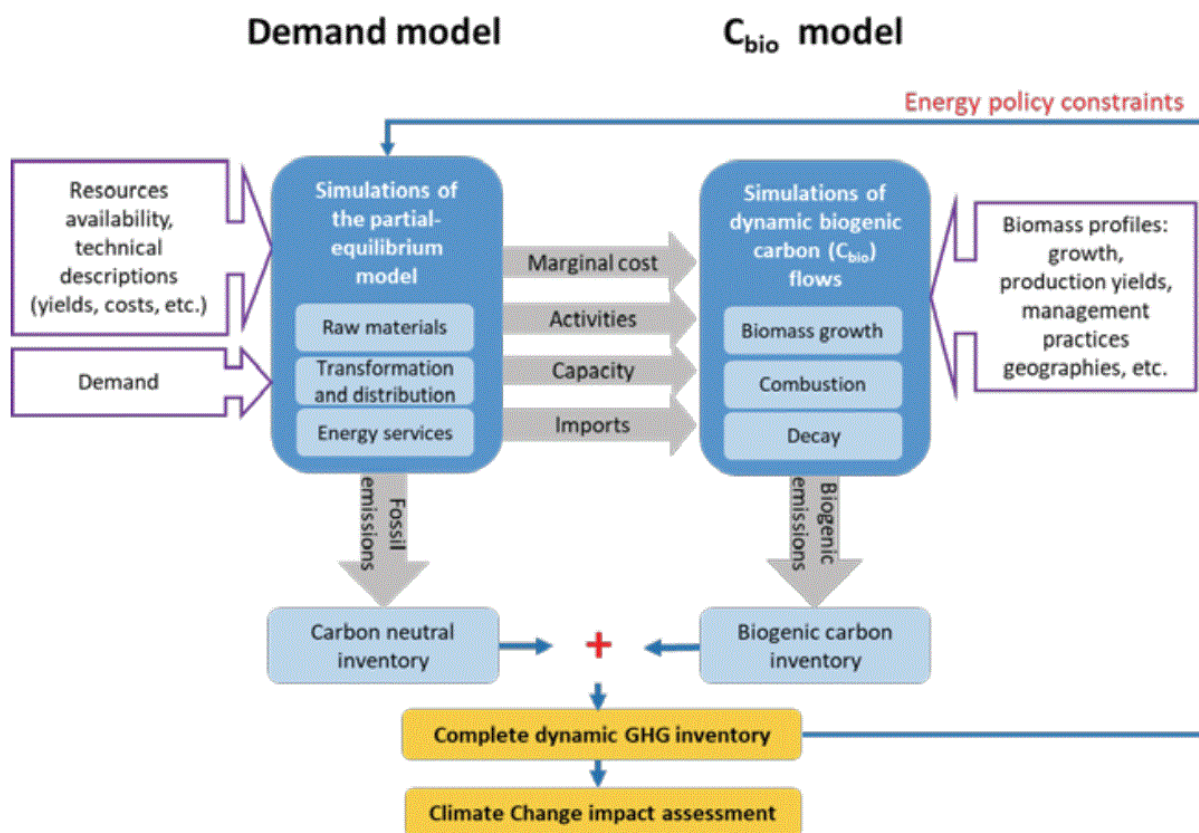 Demand model
Cbio model
Energy policy constraints
Resources
availability,
technical
descriptions
(yields, costs, etc.)
Demand
Simulations of
the partial-
equilibrium
model
Raw materials
Transformation
and distribution
Energy services
Marginal cost
Activities
Capacity
Imports
Simulations of
dynamic biogenic
carbon (Cbio)
flows
Biomass growth
Combustion
Decay
Biomass profiles:
growth,
production yields,
management
practices
geographies, etc.
Fossil
emissions
Biogenic
emissions
Carbon neutral
inventory
+
Biogenic carbon
inventory
Complete dynamic GHG inventory
Climate Change impact assessment